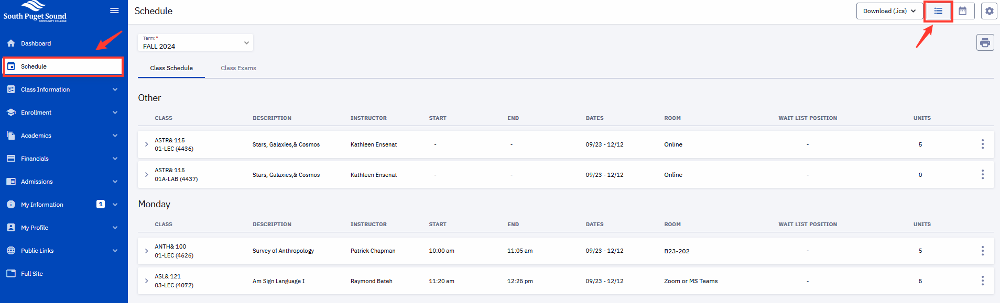 South Puget Sound
COMMUNITY COLLEGE
Schedule
Download (.ics)
Dashboard
Schedule
Class Information
Enrollment
Academics
Financials
Admissions
My Information 1
My Profile
Public Links
Full Site
Term:*
FALL 2024
Class Schedule Class Exams
Other
CLASS DESCRIPTION INSTRUCTOR START END DATES ROOM WAIT LIST POSITION UNITS
ASTR& 115
01-LEC (4436) Stars, Galaxies,& Cosmos Kathleen Ensenat - - 09/23 - 12/12 Online - 5
ASTR& 115
01A-LAB (4437) Stars, Galaxies,& Cosmos Kathleen Ensenat - - 09/23 - 12/12 Online - 0
Monday
CLASS DESCRIPTION INSTRUCTOR START END DATES ROOM WAIT LIST POSITION UNITS
ANTH& 100
01-LEC (4626) Survey of Anthropology Patrick Chapman 10:00 am 11:05 am 09/23 - 12/12 B23-202 - 5
ASL& 121
03-LEC (4072) Am Sign Language I Raymond Bateh 11:20 am 12:25 pm 09/23 - 12/12 Zoom or MS Teams - 5